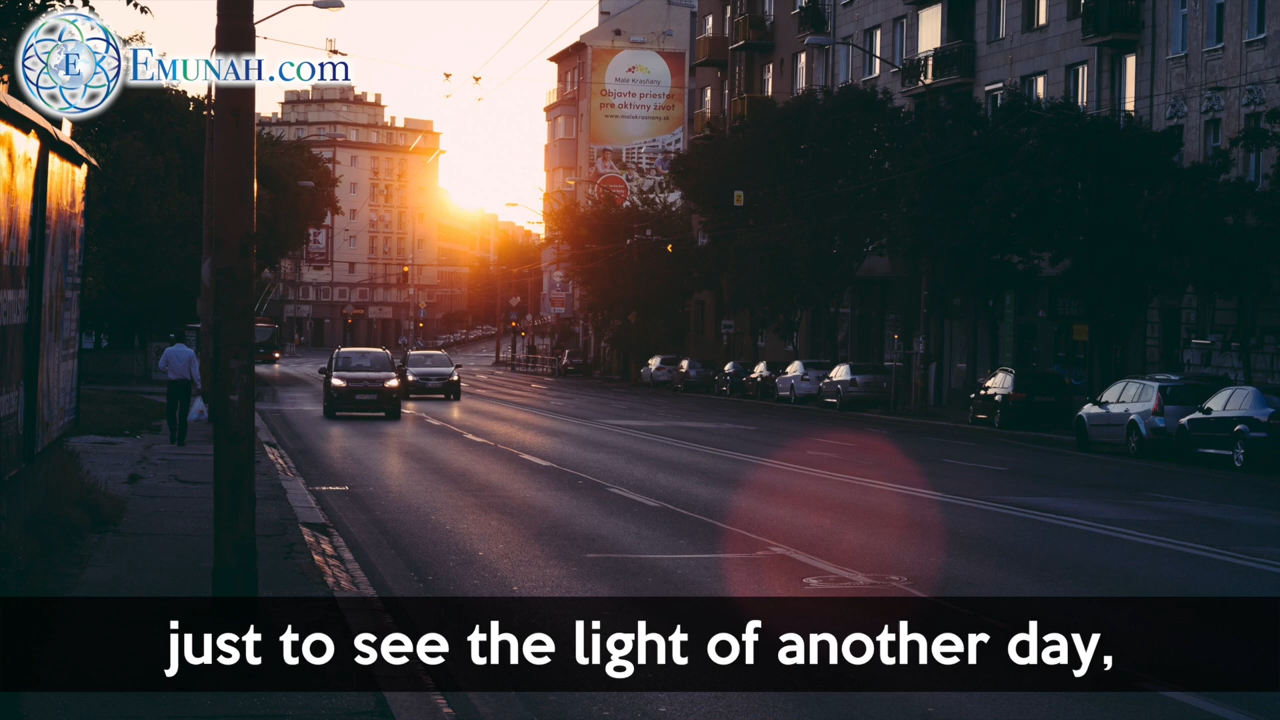 E EMUNAH.com
Malé Krasňany
Objavte priestor
pre aktívny život
www.malekrasnany.sk
just to see the light of another day,